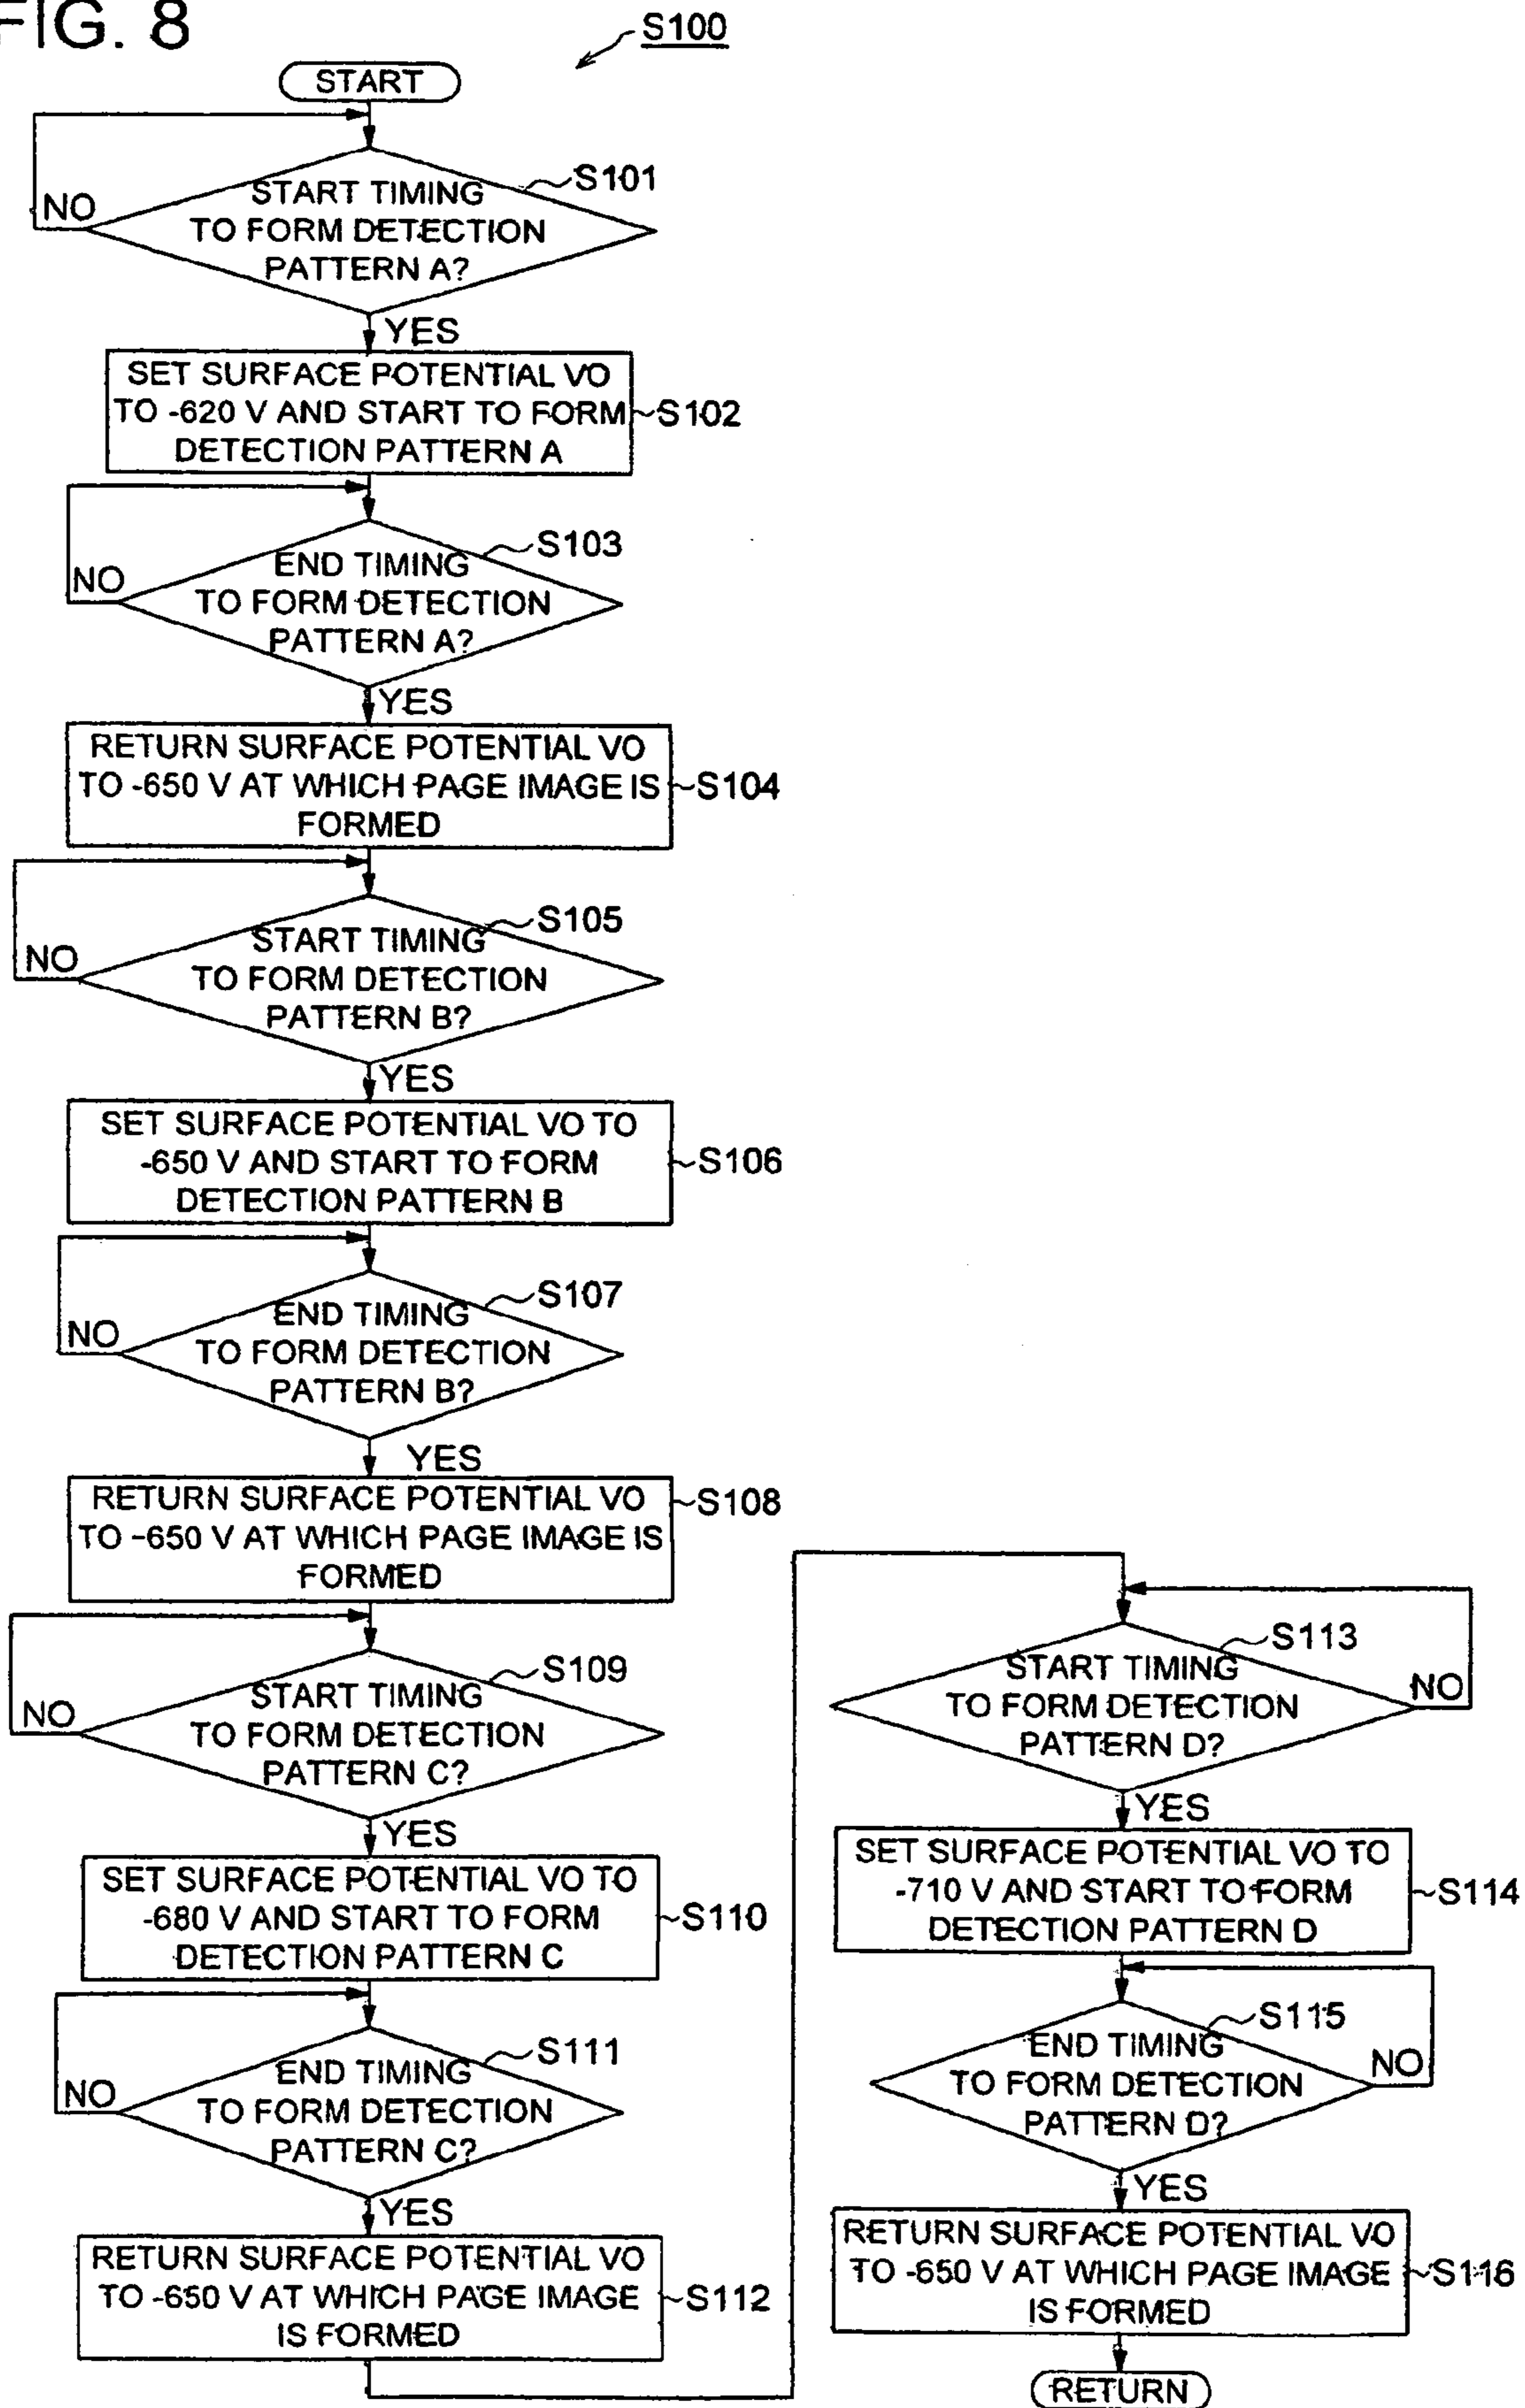 FIG. 8
S100
START
START TIMING
TO FORM DETECTION
PATTERN A?
S101
NO
YES
SET SURFACE POTENTIAL VO
TO -620 V AND START TO FORM
DETECTION PATTERN A
S102
END TIMING
TO FORM DETECTION
PATTERN A?
S103
NO
YES
RETURN SURFACE POTENTIAL VO
TO -650 V AT WHICH PAGE IMAGE IS
FORMED
S104
START TIMING
TO FORM DETECTION
PATTERN B?
S105
NO
YES
SET SURFACE POTENTIAL VO TO
-650 V AND START TO FORM
DETECTION PATTERN B
S106
END TIMING
TO FORM DETECTION
PATTERN B?
S107
NO
YES
RETURN SURFACE POTENTIAL VO
TO -650 V AT WHICH PAGE IMAGE IS
FORMED
S108
START TIMING
TO FORM DETECTION
PATTERN C?
S109
NO
YES
SET SURFACE POTENTIAL VO TO
-680 V AND START TO FORM
DETECTION PATTERN C
S110
END TIMING
TO FORM DETECTION
PATTERN C?
S111
NO
YES
RETURN SURFACE POTENTIAL VO
TO -650 V AT WHICH PAGE IMAGE
IS FORMED
S112
START TIMING
TO FORM DETECTION
PATTERN D?
S113
NO
YES
SET SURFACE POTENTIAL VO TO
-710 V AND START TO FORM
DETECTION PATTERN D
S114
END TIMING
TO FORM DETECTION
PATTERN D?
S115
NO
YES
RETURN SURFACE POTENTIAL VO
TO -650 V AT WHICH PAGE IMAGE
IS FORMED
S116
RETURN